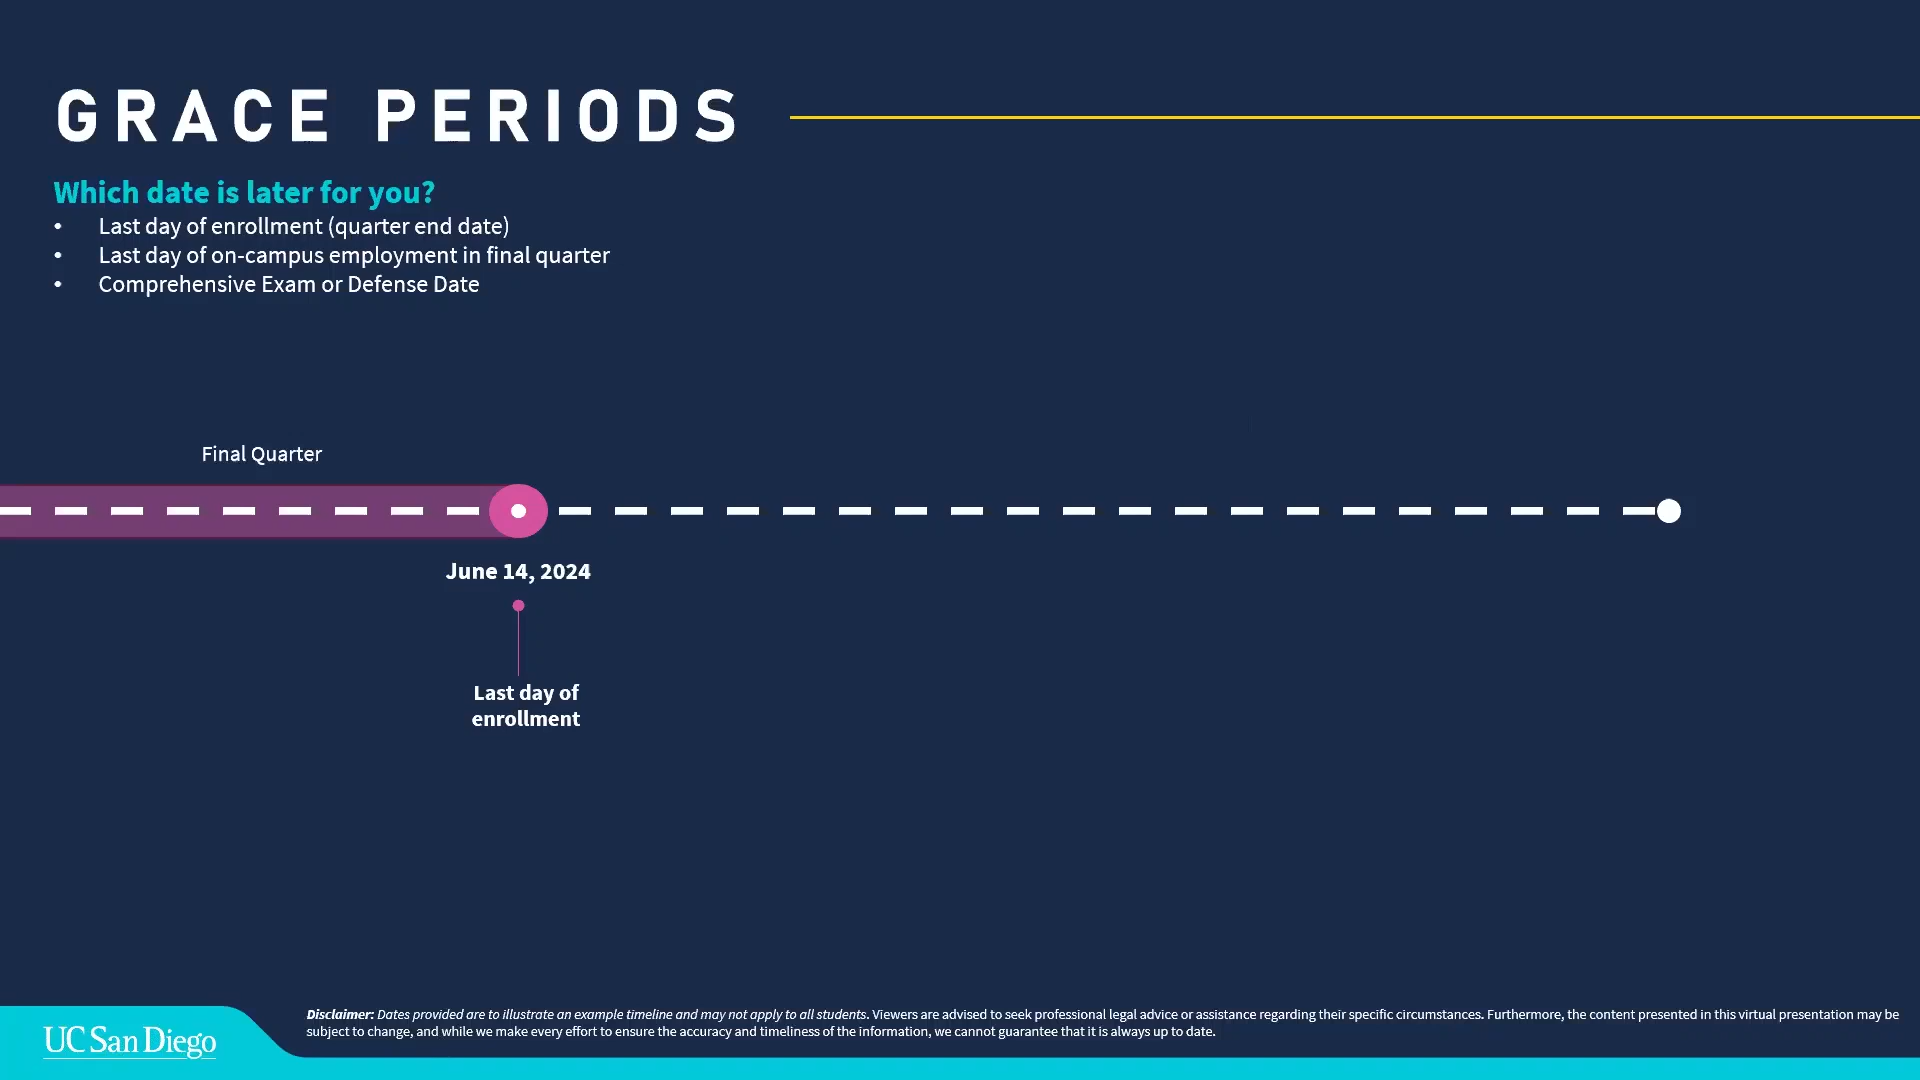 GRACE PERIODS
Which date is later for you?
• Last day of enrollment (quarter end date)
• Last day of on-campus employment in final quarter
• Comprehensive Exam or Defense Date
Final Quarter
June 14, 2024
Last day of
enrollment
UC San Diego
Disclaimer: Dates provided are to illustrate an example timeline and may not apply to all students. Viewers are advised to seek professional legal advice or assistance regarding their specific circumstances. Furthermore, the content presented in this virtual presentation may be
subject to change, and while we make every effort to ensure the accuracy and timeliness of the information, we cannot guarantee that it is always up to date.